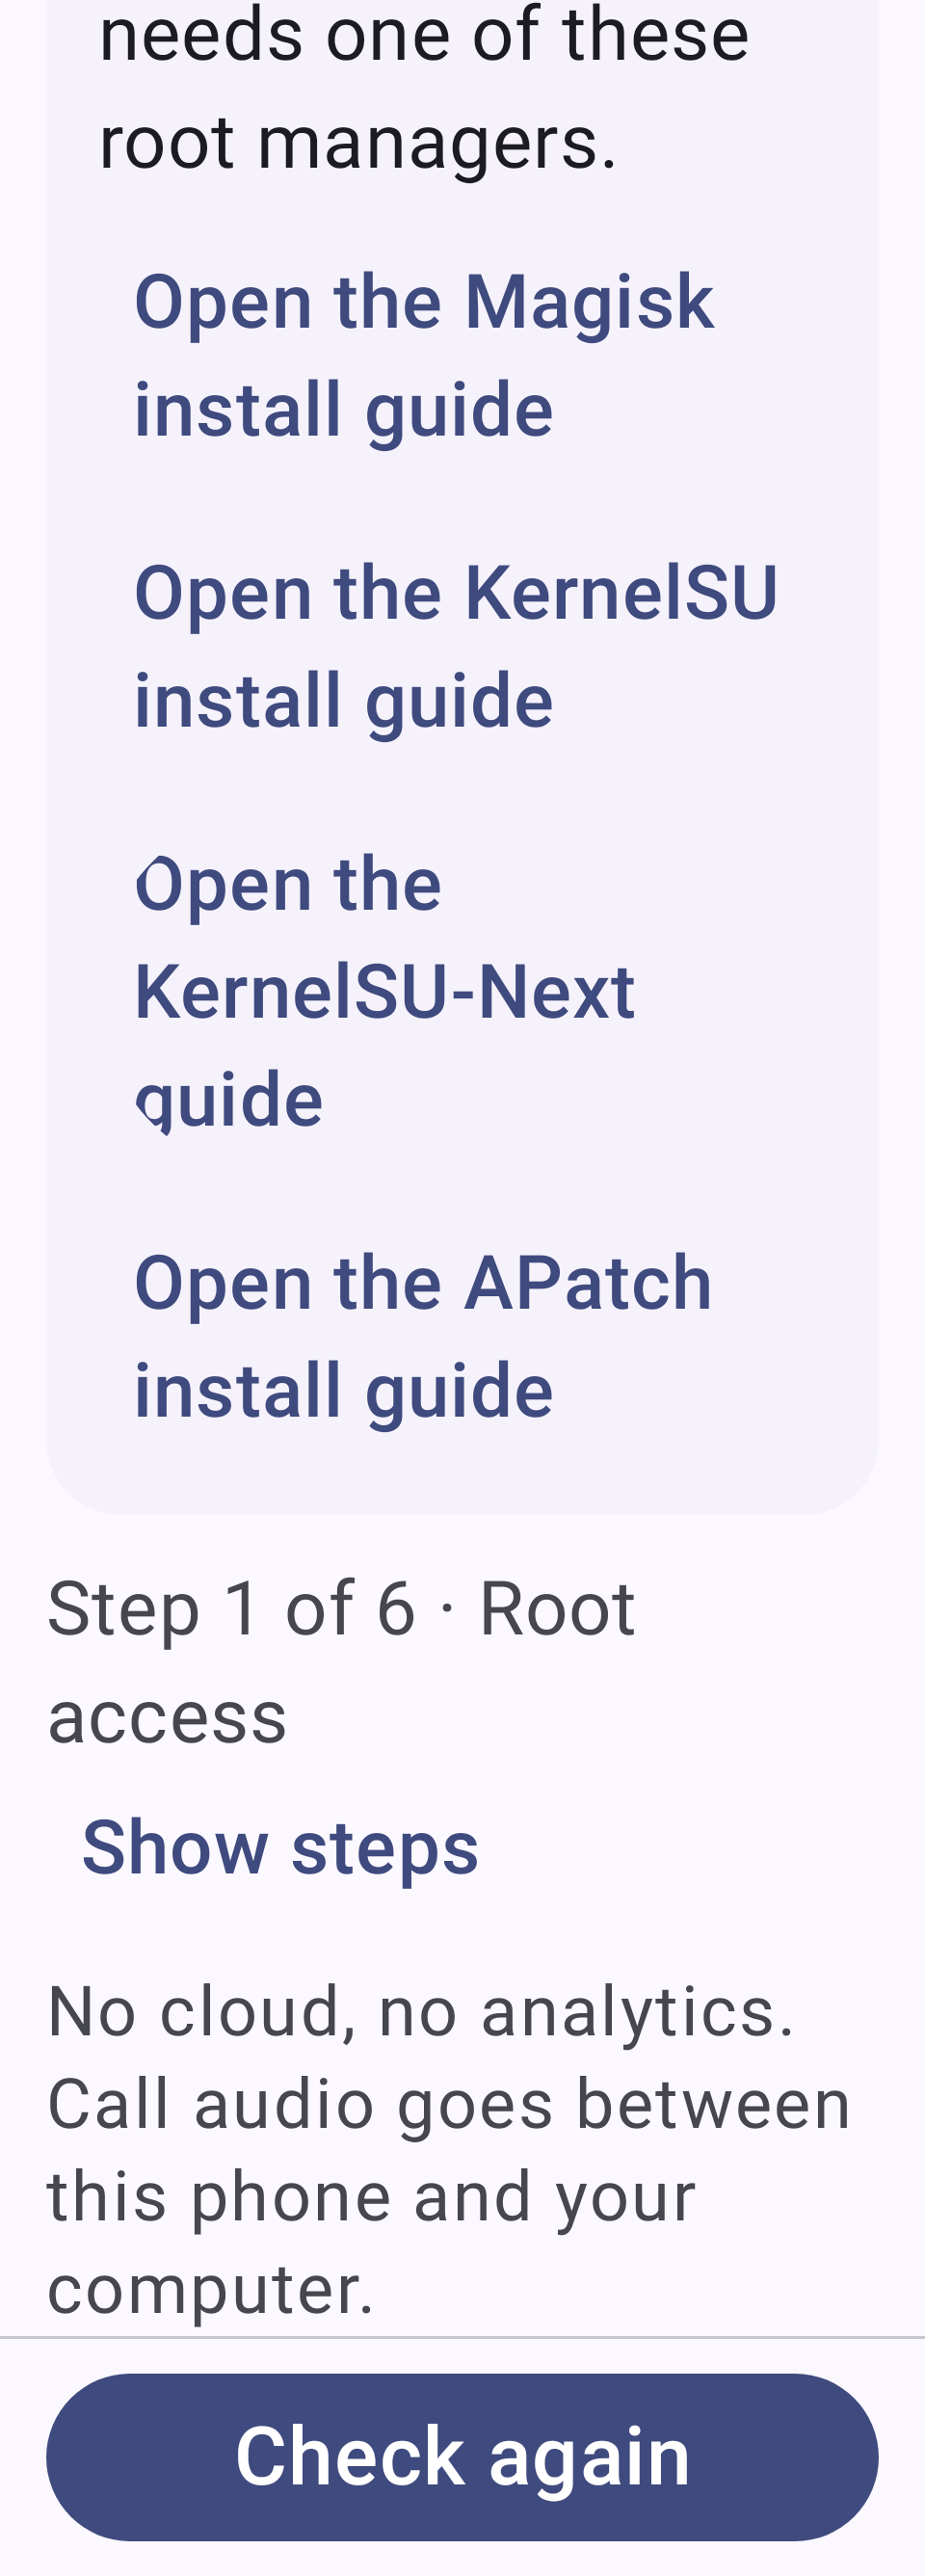 needs one of these
root managers.
Open the Magisk
install guide
Open the KernelSU
install guide
Open the
KernelSU-Next
guide
Open the APatch
install guide
Step 1 of 6 · Root
access
Show steps
No cloud, no analytics.
Call audio goes between
this phone and your
computer.
Check again